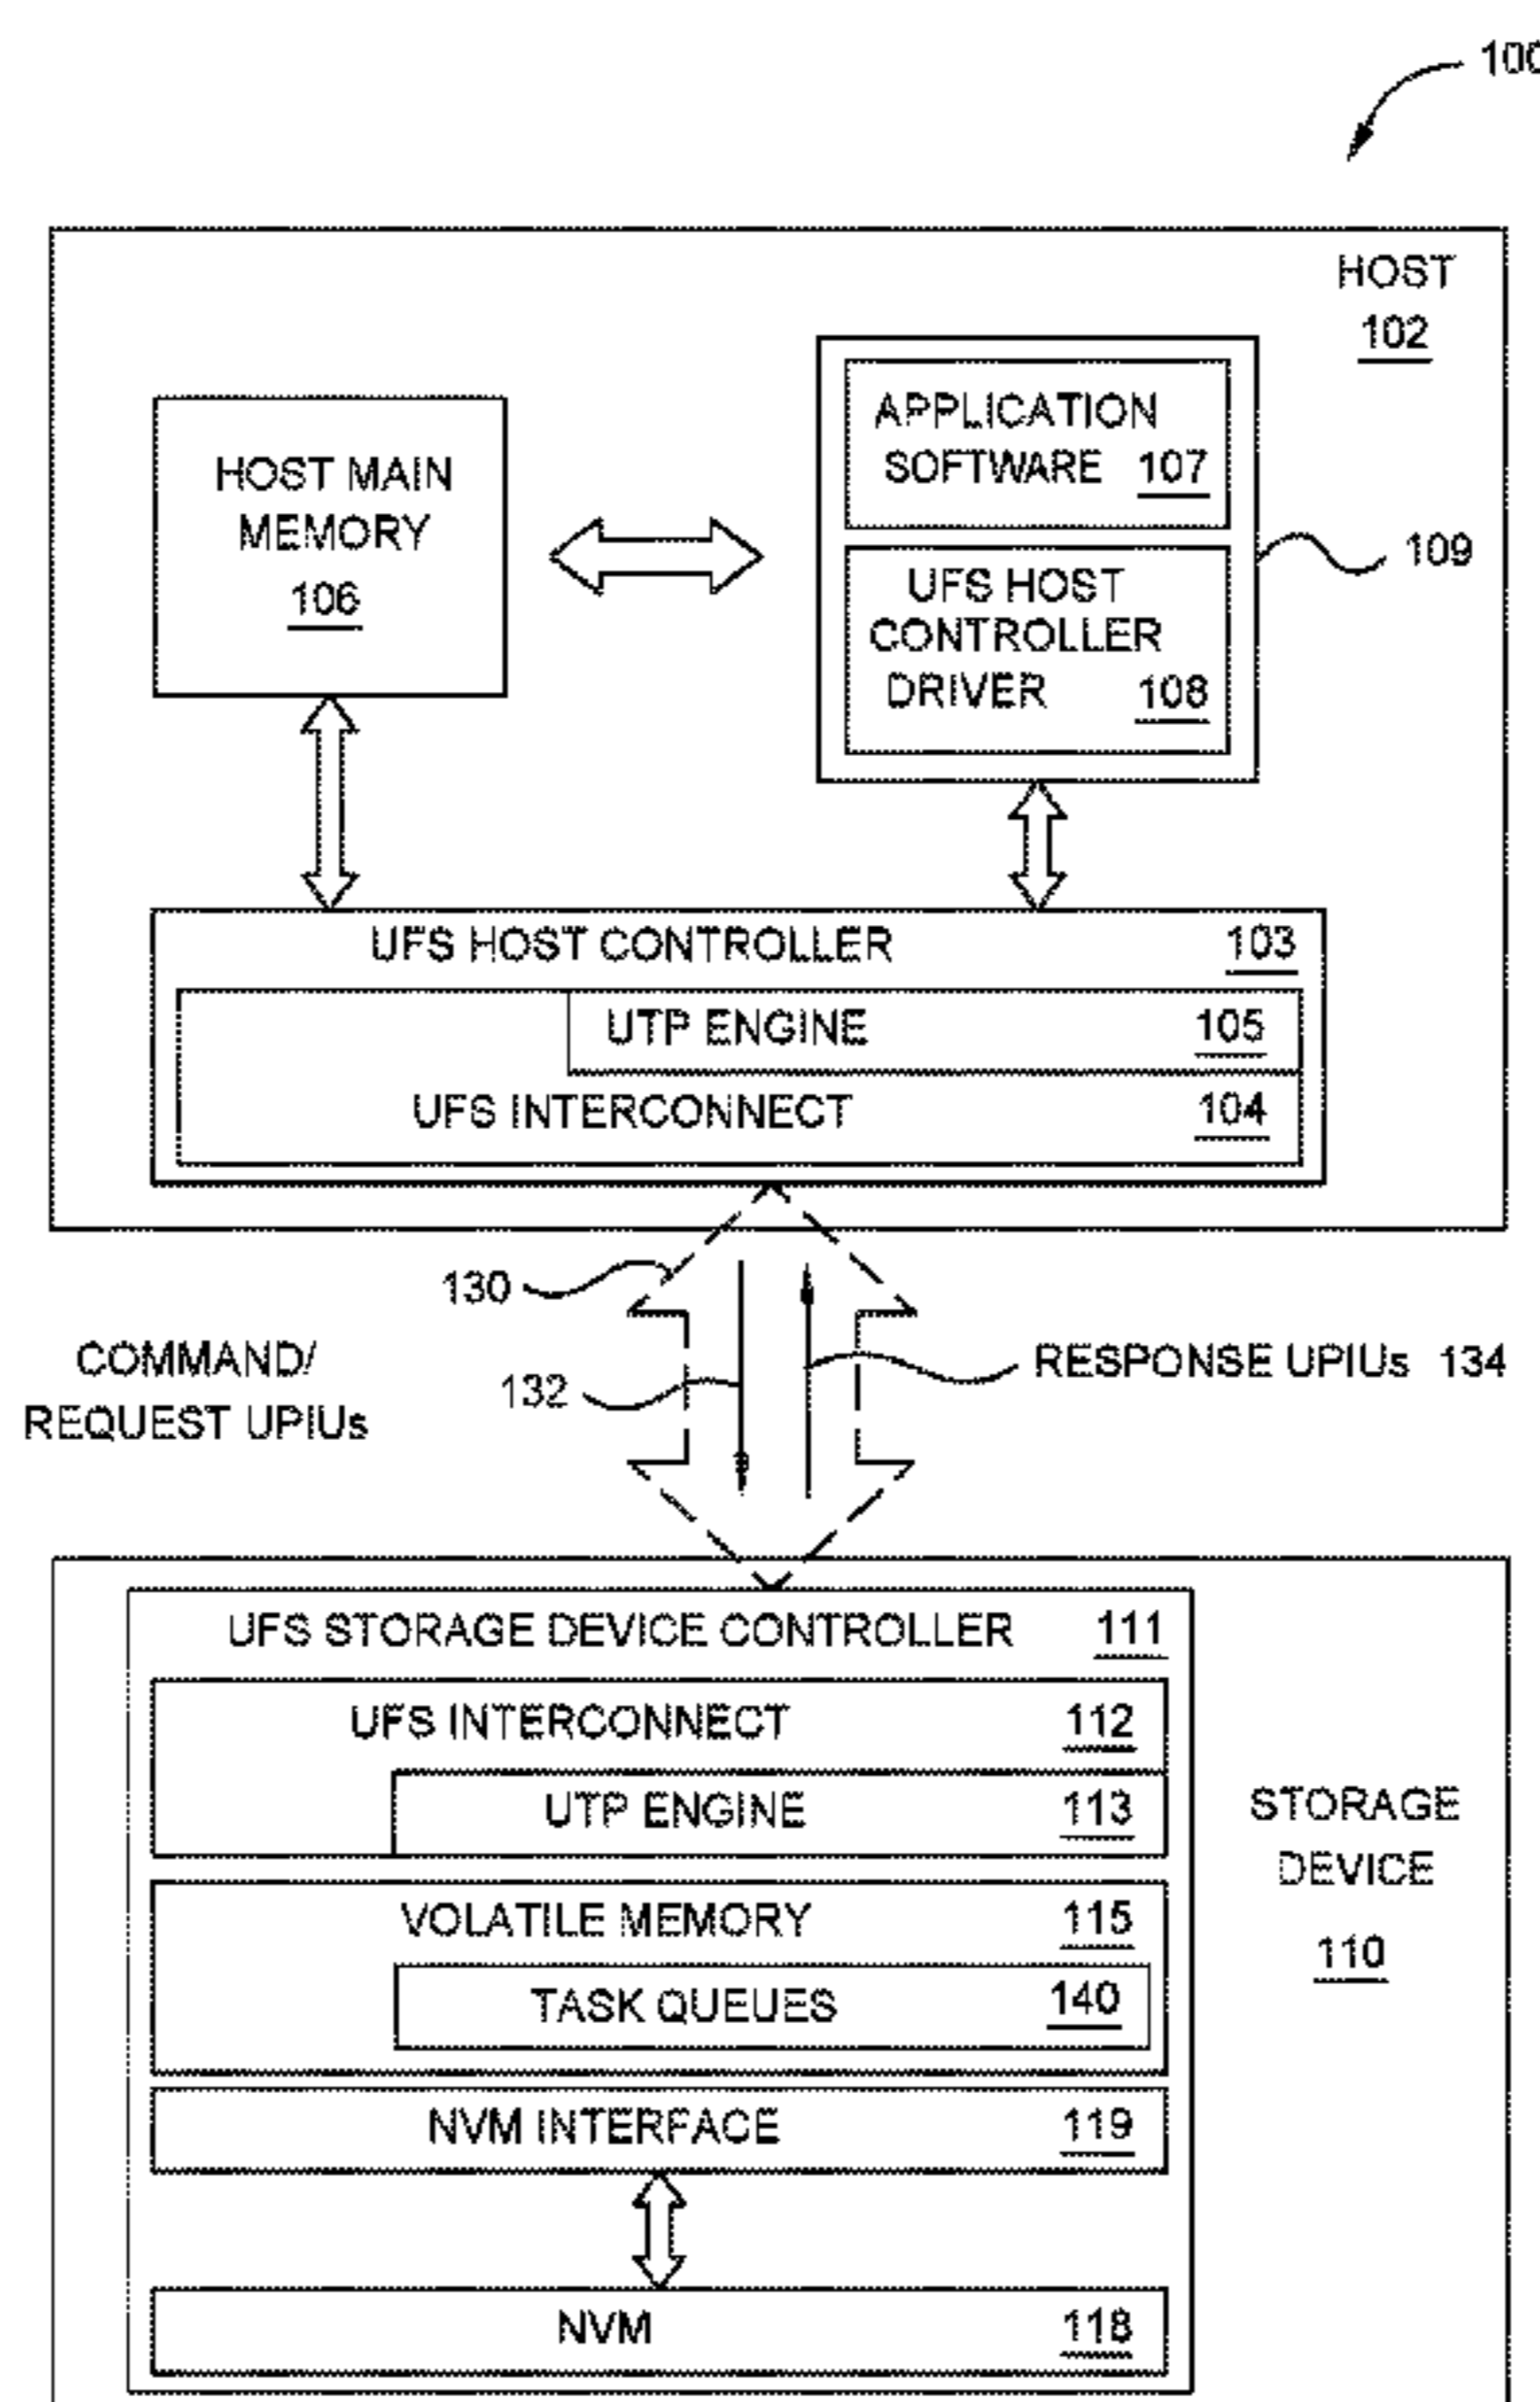 100
HOST
102
APPLICATION
SOFTWARE 107
HOST MAIN
MEMORY
106
109
UFS HOST
CONTROLLER
DRIVER 108
UFS HOST CONTROLLER 103
UTP ENGINE 105
UFS INTERCONNECT 104
130
COMMAND/
REQUEST UPIUs
132
RESPONSE UPIUs 134
UFS STORAGE DEVICE CONTROLLER 111
UFS INTERCONNECT 112
UTP ENGINE 113
STORAGE
DEVICE
110
VOLATILE MEMORY 115
TASK QUEUES 140
NVM INTERFACE 119
NVM 118